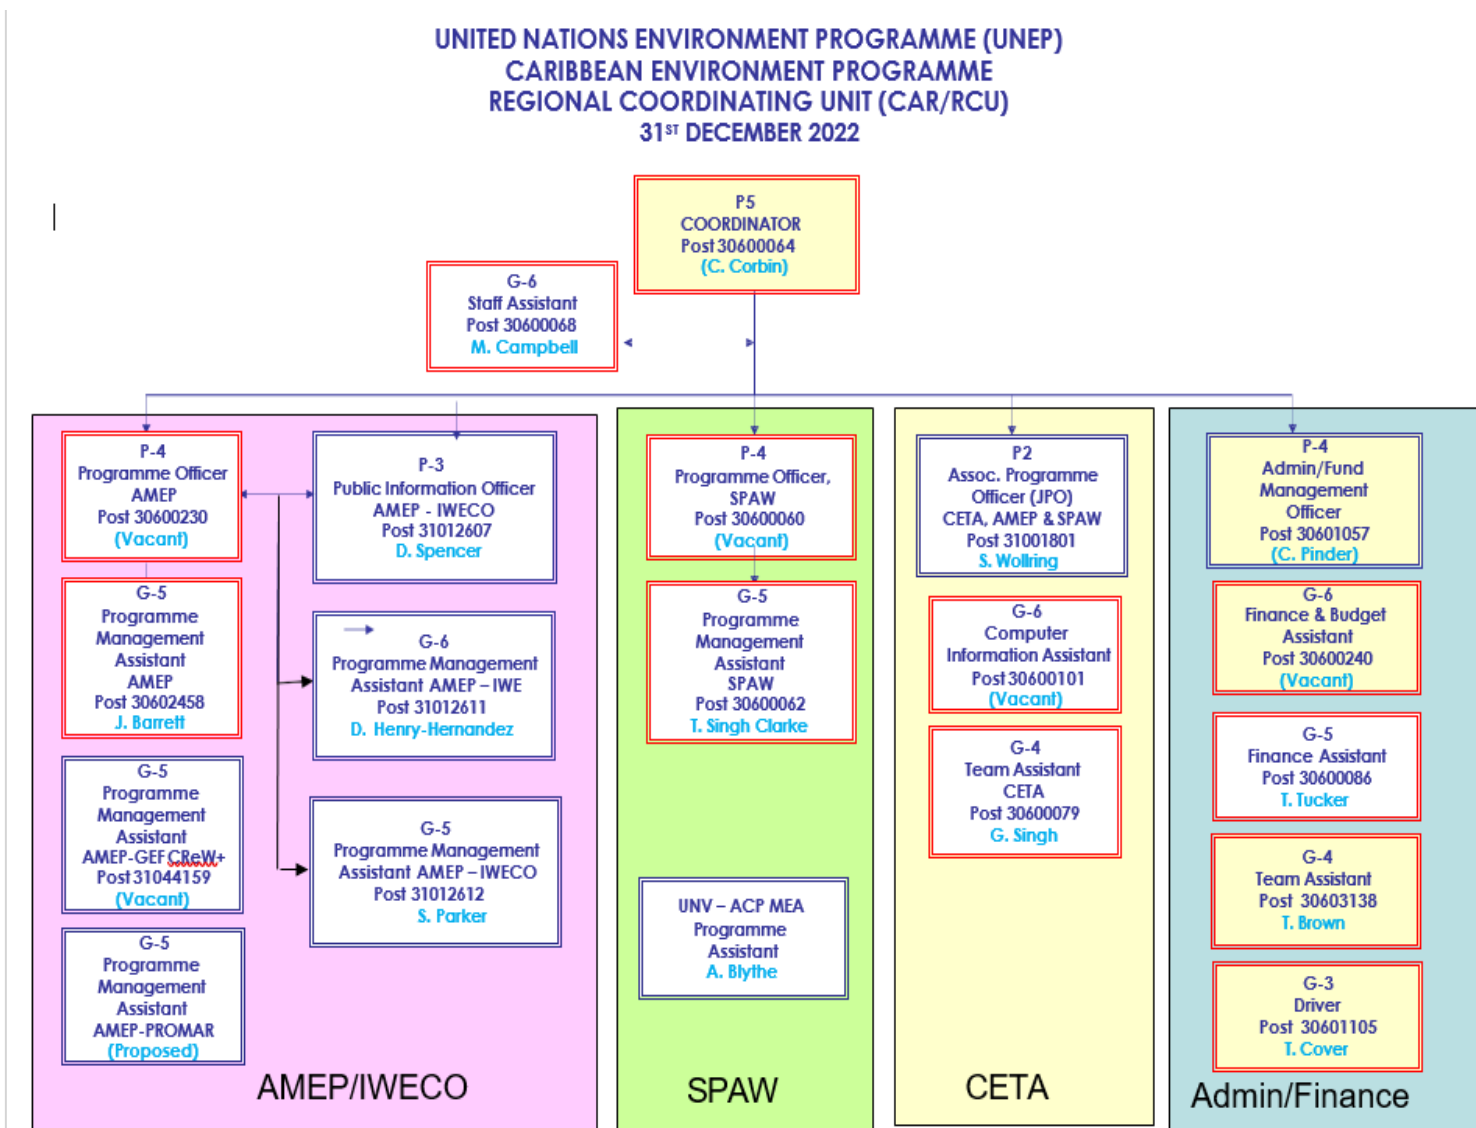 UNITED NATIONS ENVIRONMENT PROGRAMME (UNEP)
CARIBBEAN ENVIRONMENT PROGRAMME
REGIONAL COORDINATING UNIT (CAR/RCU)
31ST DECEMBER 2022
P5
COORDINATOR
Post 30600064
(C. Corbin)
G-6
Staff Assistant
Post 30600068
M. Campbell
P-4
Programme Officer
AMEP
Post 30600230
(Vacant)
G-5
Programme
Management
Assistant
AMEP
Post 30602458
J. Barrett
G-5
Programme
Management
Assistant
AMEP-GEF CReW+
Post 31044159
(Vacant)
G-5
Programme
Management
Assistant
AMEP-PROMAR
(Proposed)
P-3
Public Information Officer
AMEP - IWECO
Post 31012607
D. Spencer
G-6
Programme Management
Assistant AMEP – IWE
Post 31012611
D. Henry-Hernandez
G-5
Programme Management
Assistant AMEP – IWECO
Post 31012612
S. Parker
AMEP/IWECO
P-4
Programme Officer,
SPAW
Post 30600060
(Vacant)
G-5
Programme
Management
Assistant
SPAW
Post 30600062
T. Singh Clarke
UNV – ACP MEA
Programme
Assistant
A. Blythe
SPAW
P2
Assoc. Programme
Officer (JPO)
CETA, AMEP & SPAW
Post 31001801
S. Wollring
G-6
Computer
Information Assistant
Post 30600101
(Vacant)
G-4
Team Assistant
CETA
Post 30600079
G. Singh
CETA
P-4
Admin/Fund
Management
Officer
Post 30601057
(C. Pinder)
G-6
Finance & Budget
Assistant
Post 30600240
(Vacant)
G-5
Finance Assistant
Post 30600086
T. Tucker
G-4
Team Assistant
Post 30603138
T. Brown
G-3
Driver
Post 30601105
T. Cover
Admin/Finance